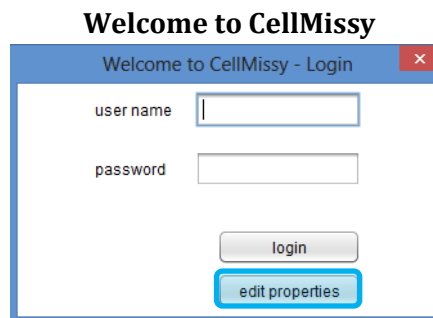 Welcome to CellMissy
Welcome to CellMissy - Login
user name
password
login
edit properties